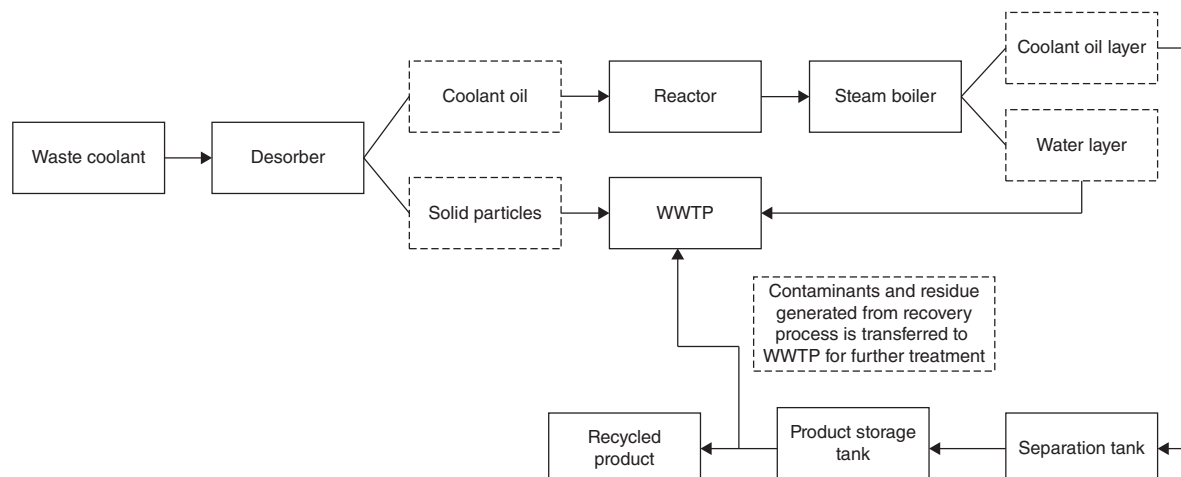 Coolant oil layer
Coolant oil
Reactor
Steam boiler
Waste coolant
Desorber
Water layer
Solid particles
WWTP
Contaminants and residue
generated from recovery
process is transferred to
WWTP for further treatment
Recycled
product
Product storage
tank
Separation tank